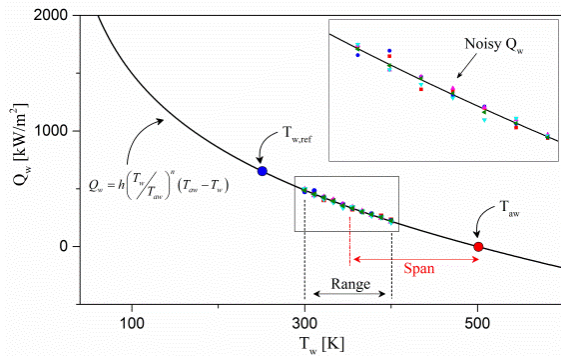 2000
1000
0
Q_w [kW/m²]
Noisy Q_w
T_w,ref
Q_w = h(T_w/T_aw)^n (T_aw − T_w)
T_aw
Span
Range
100
300
500
T_w [K]